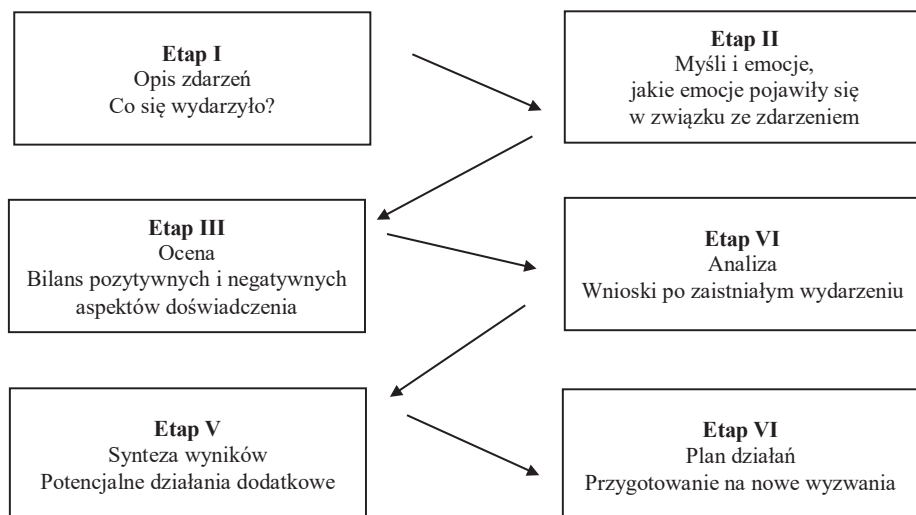 Etap I
Opis zdarzeń
Co się wydarzyło?
Etap II
Myśli i emocje,
jakie emocje pojawiły się
w związku ze zdarzeniem
Etap III
Ocena
Bilans pozytywnych i negatywnych
aspektów doświadczenia
Etap VI
Analiza
Wnioski po zaistniałym wydarzeniu
Etap V
Synteza wyników
Potencjalne działania dodatkowe
Etap VI
Plan działań
Przygotowanie na nowe wyzwania